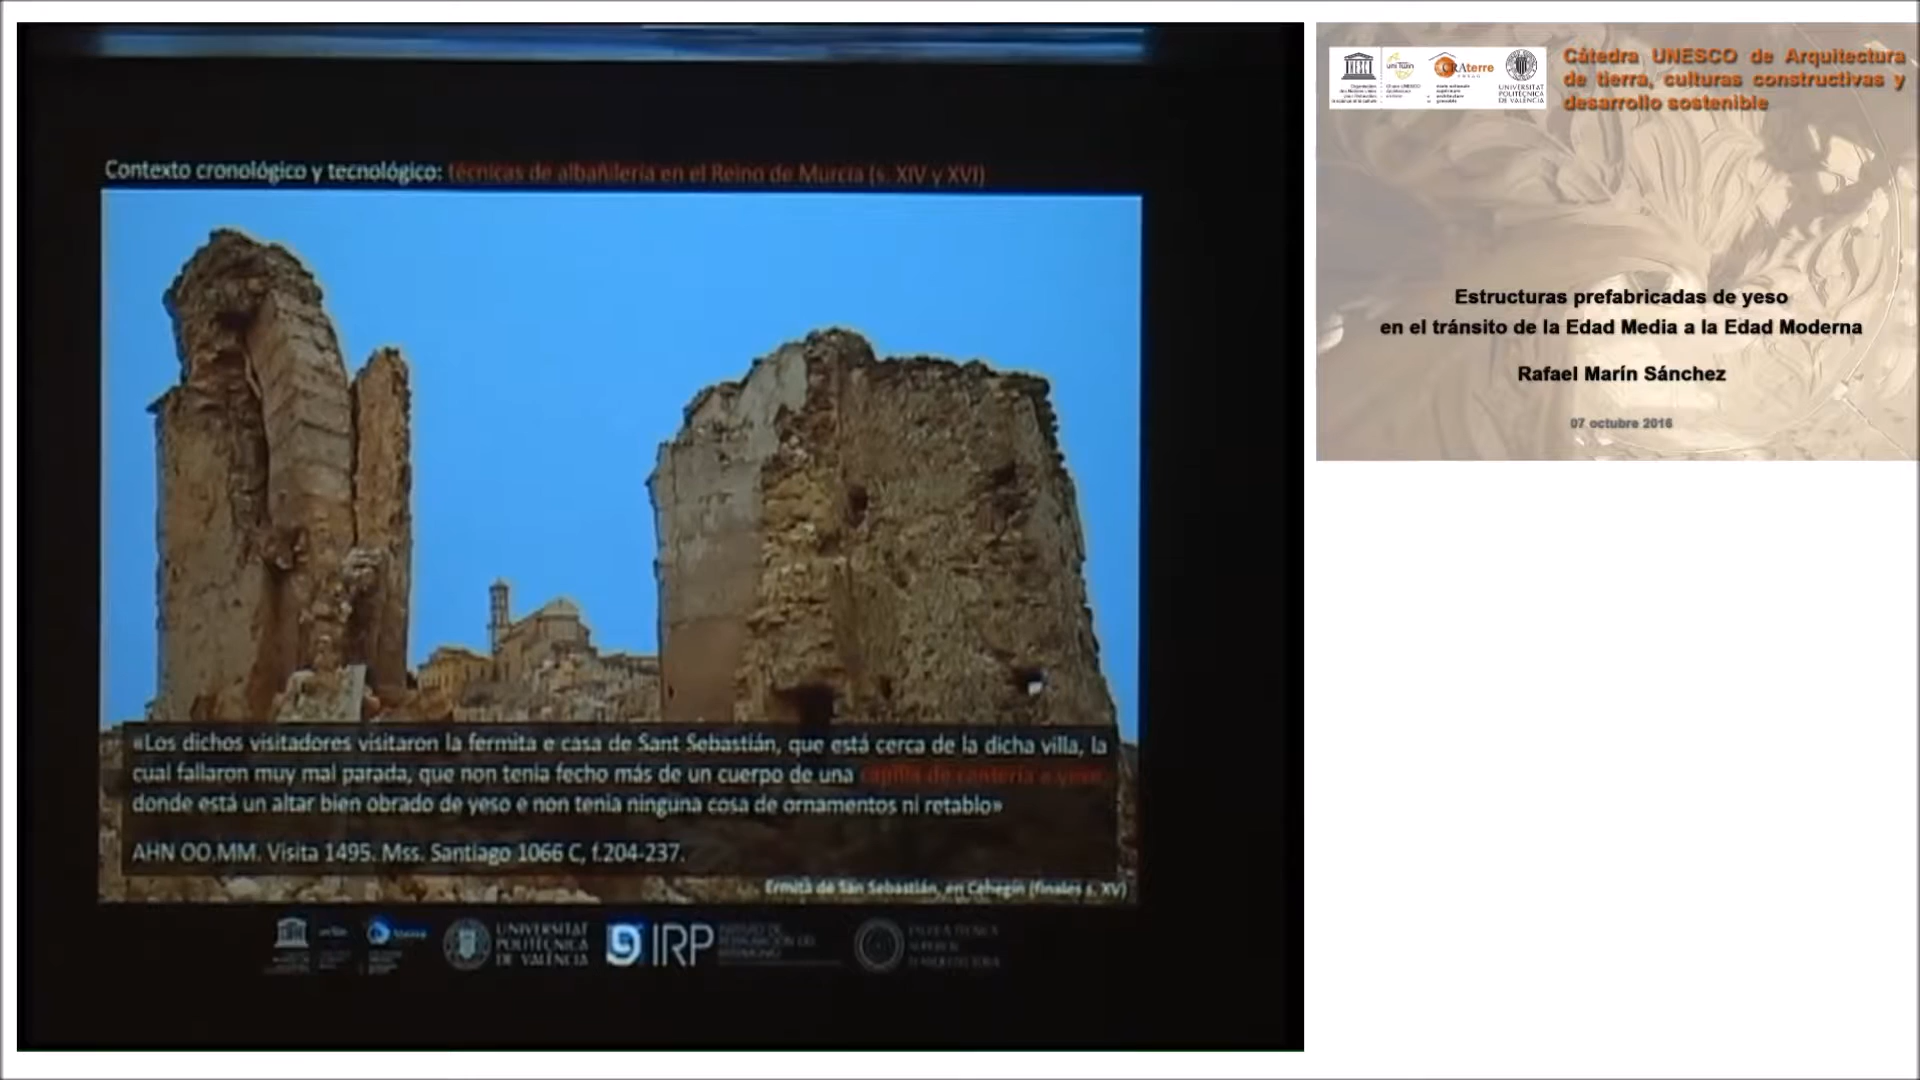 Contexto cronológico y tecnológico: técnicas de albañilería en el Reino de Murcia (s. XIV y XVI)
«Los dichos visitadores visitaron la fermita e casa de Sant Sebastián, que está cerca de la dicha villa, la
cual fallaron muy mal parada, que non tenia fecho más de un cuerpo de una capilla de cantería e yeso,
donde está un altar bien obrado de yeso e non tenia ninguna cosa de ornamentos ni retablo»
AHN OO.MM. Visita 1495. Mss. Santiago 1066 C, f.204-237.
Ermita de San Sebastián, en Cehegín (finales s. XV)
UNIVERSITAT
POLITÈCNICA
DE VALÈNCIA
IRP
CRAterre
UNIVERSITAT
POLITÈCNICA
DE VALÈNCIA
Cátedra UNESCO de Arquitectura
de tierra, culturas constructivas y
desarrollo sostenible
Estructuras prefabricadas de yeso
en el tránsito de la Edad Media a la Edad Moderna
Rafael Marín Sánchez
07 octubre 2016